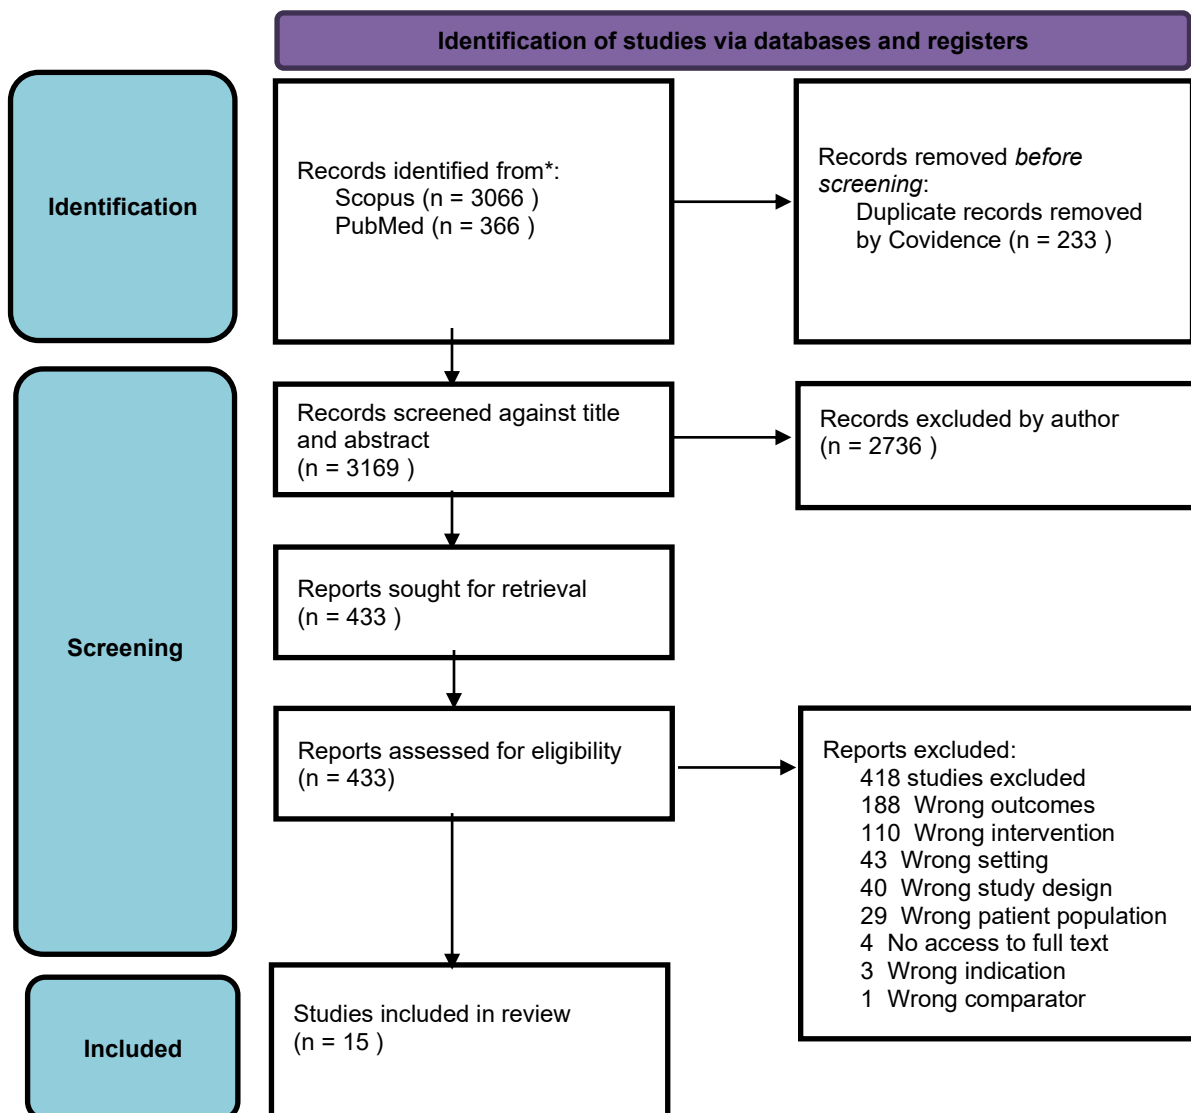 Identification of studies via databases and registers
Identification
Records identified from*:
Scopus (n = 3066 )
PubMed (n = 366 )
Records removed before
screening:
Duplicate records removed
by Covidence (n = 233 )
Screening
Records screened against title
and abstract
(n = 3169 )
Records excluded by author
(n = 2736 )
Reports sought for retrieval
(n = 433 )
Reports assessed for eligibility
(n = 433)
Reports excluded:
418 studies excluded
188 Wrong outcomes
110 Wrong intervention
43 Wrong setting
40 Wrong study design
29 Wrong patient population
4 No access to full text
3 Wrong indication
1 Wrong comparator
Included
Studies included in review
(n = 15 )